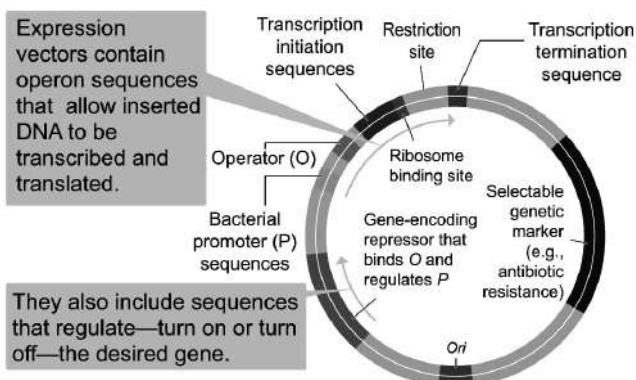 Expression
vectors contain
operon sequences
that allow inserted
DNA to be
transcribed and
translated.
Transcription
initiation
sequences
Restriction
site
Transcription
termination
sequence
Operator (O)
Ribosome
binding site
Bacterial
promoter (P)
sequences
Gene-encoding
repressor that
binds O and
regulates P
Selectable
genetic
marker
(e.g.,
antibiotic
resistance)
They also include sequences
that regulate—turn on or turn
off—the desired gene.
Ori